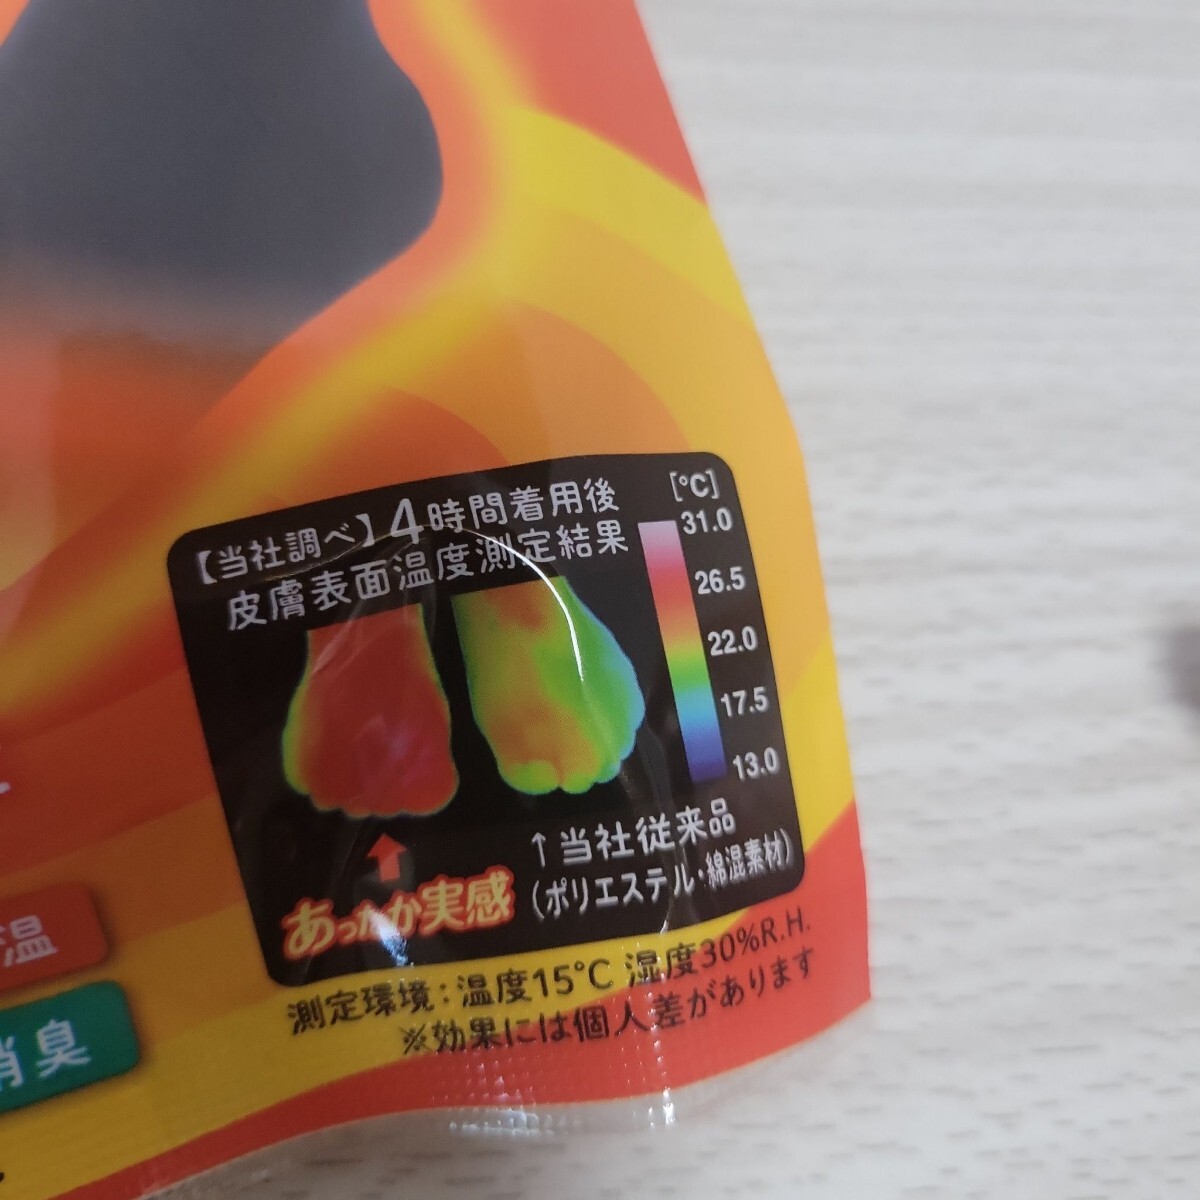 【当社調べ】4時間着用後
皮膚表面温度測定結果
[℃]
31.0
26.5
22.0
17.5
13.0
↑
あったか実感
↑当社従来品
(ポリエステル・綿混素材)
測定環境:温度15℃ 湿度30%R.H.
※効果には個人差があります
温
消臭